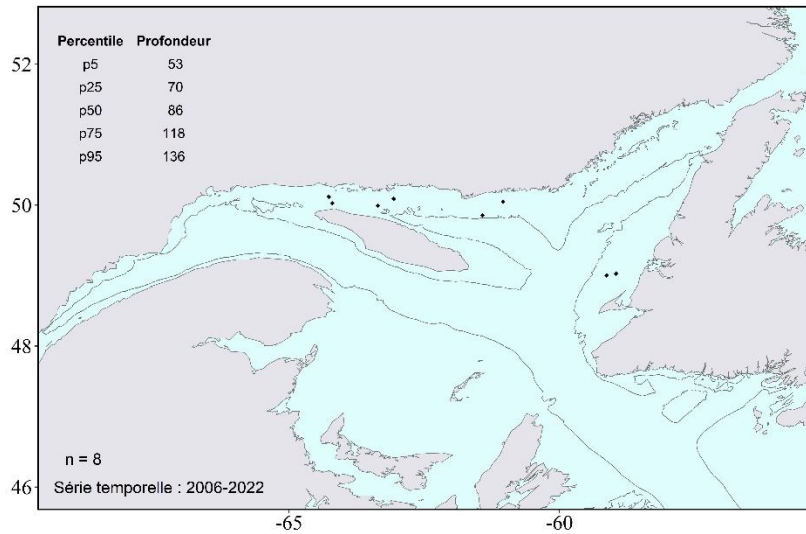 Percentile Profondeur
p5 53
p25 70
p50 86
p75 118
p95 136
52
50
48
46
n = 8
Série temporelle : 2006-2022
-65 -60